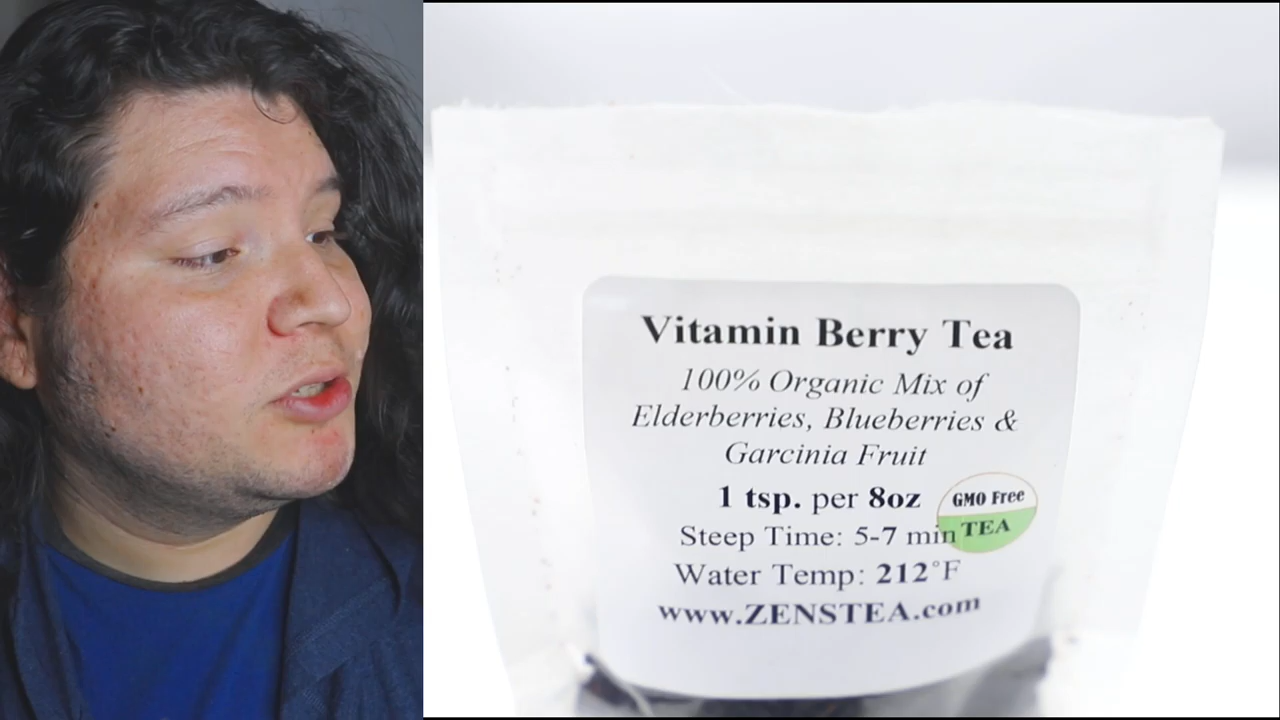 Vitamin Berry Tea
100% Organic Mix of
Elderberries, Blueberries &
Garcinia Fruit
1 tsp. per 8oz
GMO Free
TEA
Steep Time: 5-7 min
Water Temp: 212°F
www.ZENSTEA.com